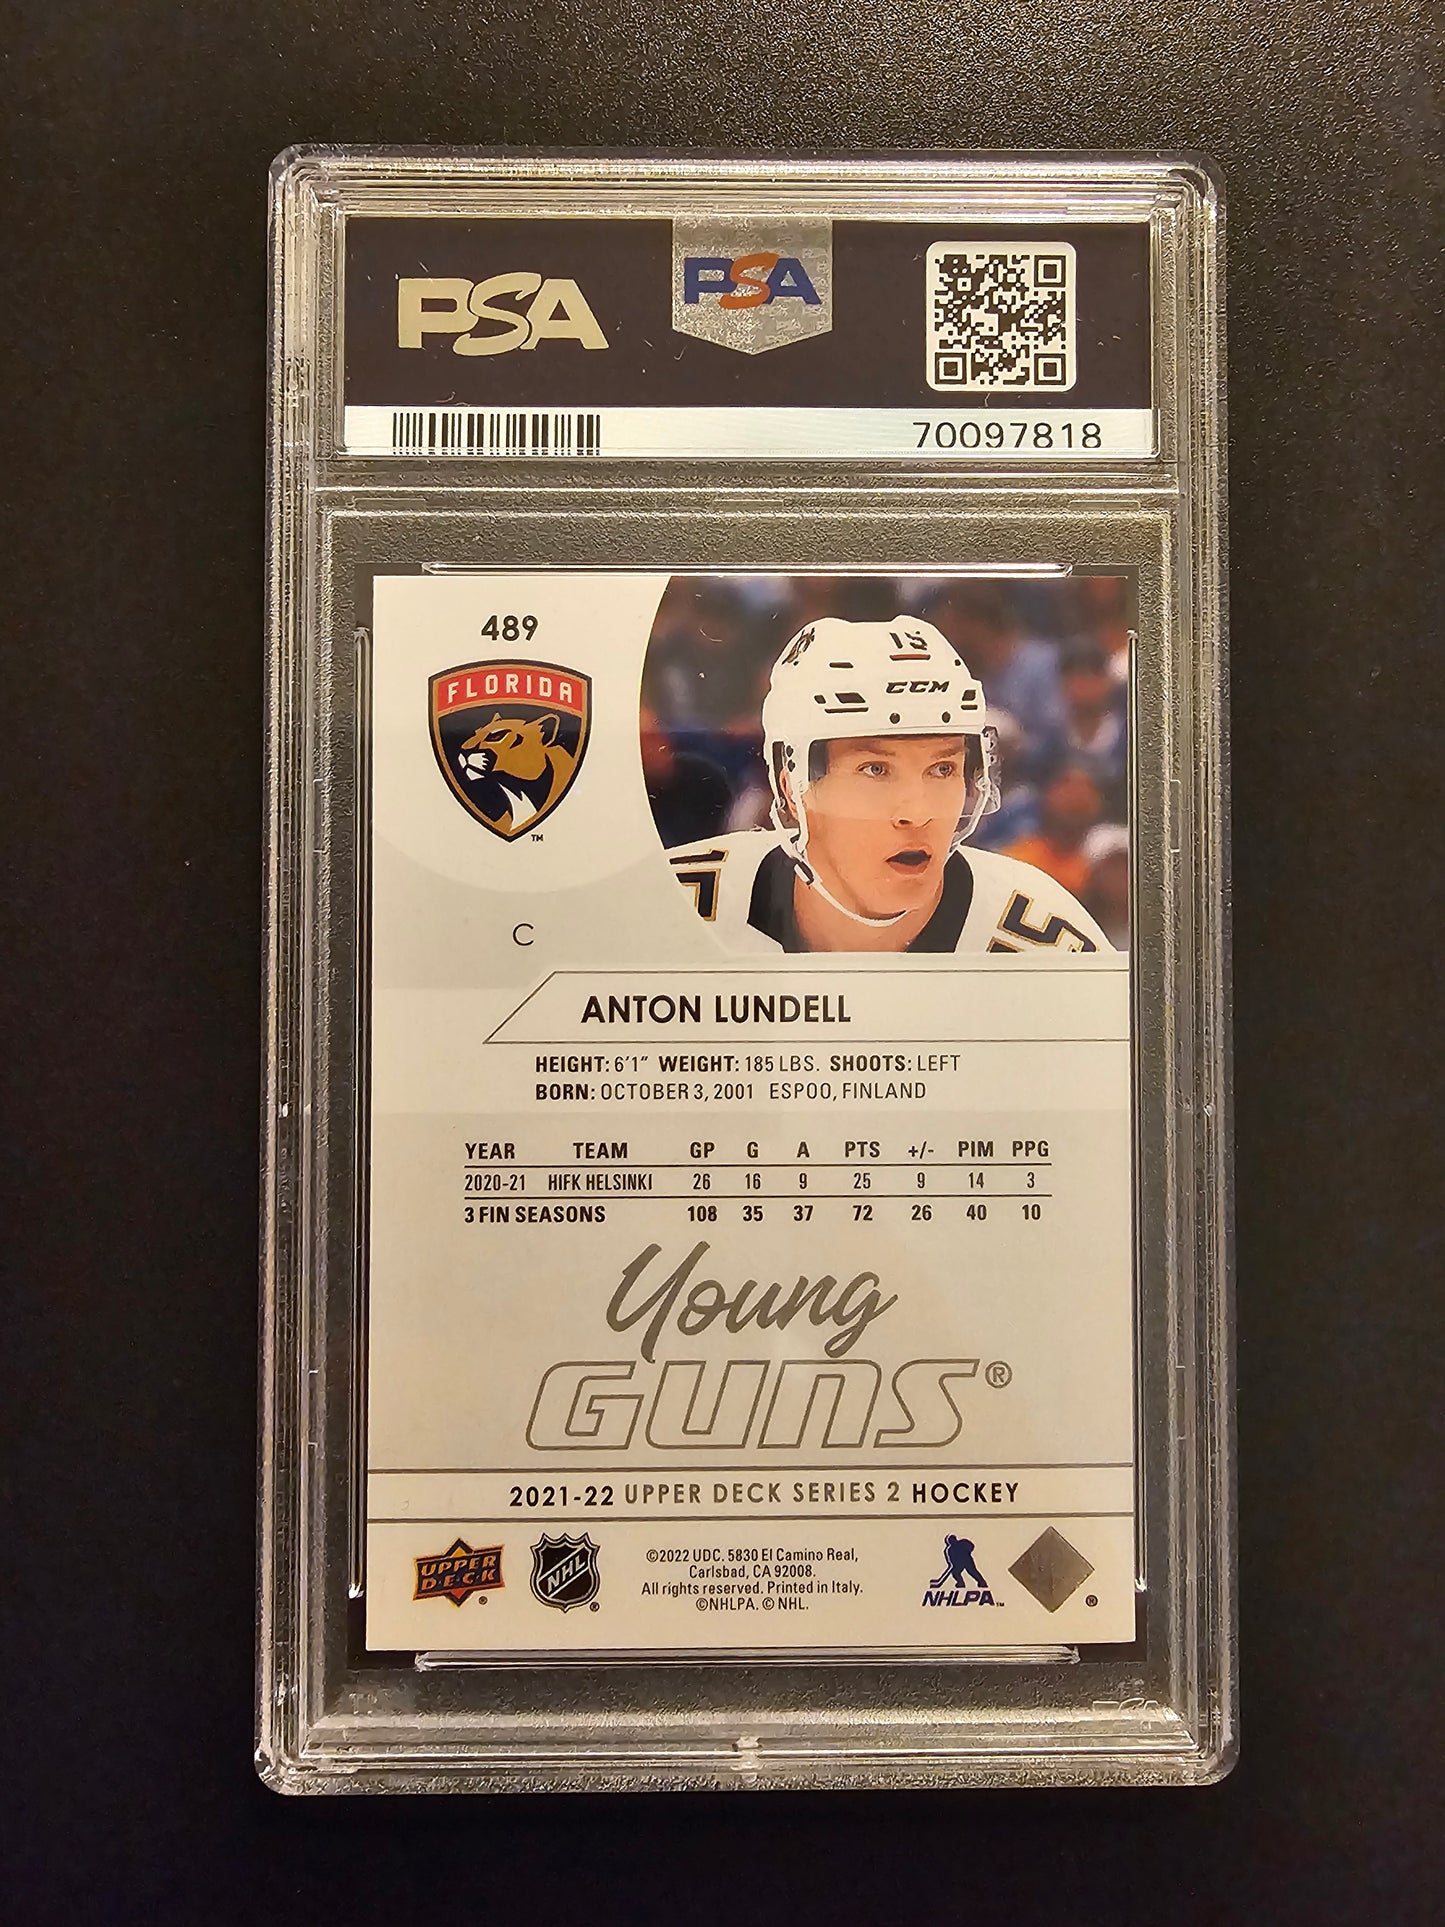 PSA
PSA
70097818
489
FLORIDA
TM
15
CCM
15
C
ANTON LUNDELL
HEIGHT: 6'1" WEIGHT: 185 LBS. SHOOTS: LEFT
BORN: OCTOBER 3, 2001 ESPOO, FINLAND
YEAR TEAM GP G A PTS +/- PIM PPG
2020-21 HIFK HELSINKI 26 16 9 25 9 14 3
3 FIN SEASONS 108 35 37 72 26 40 10
Young
GUNS®
2021-22 UPPER DECK SERIES 2 HOCKEY
UPPER
D·E·C·K
®
NHL
®
©2022 UDC. 5830 El Camino Real,
Carlsbad, CA 92008.
All rights reserved. Printed in Italy.
©NHLPA. © NHL.
NHLPA™
®